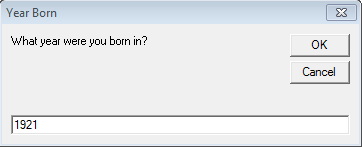 Year Born
What year were you born in?
OK
Cancel
1921